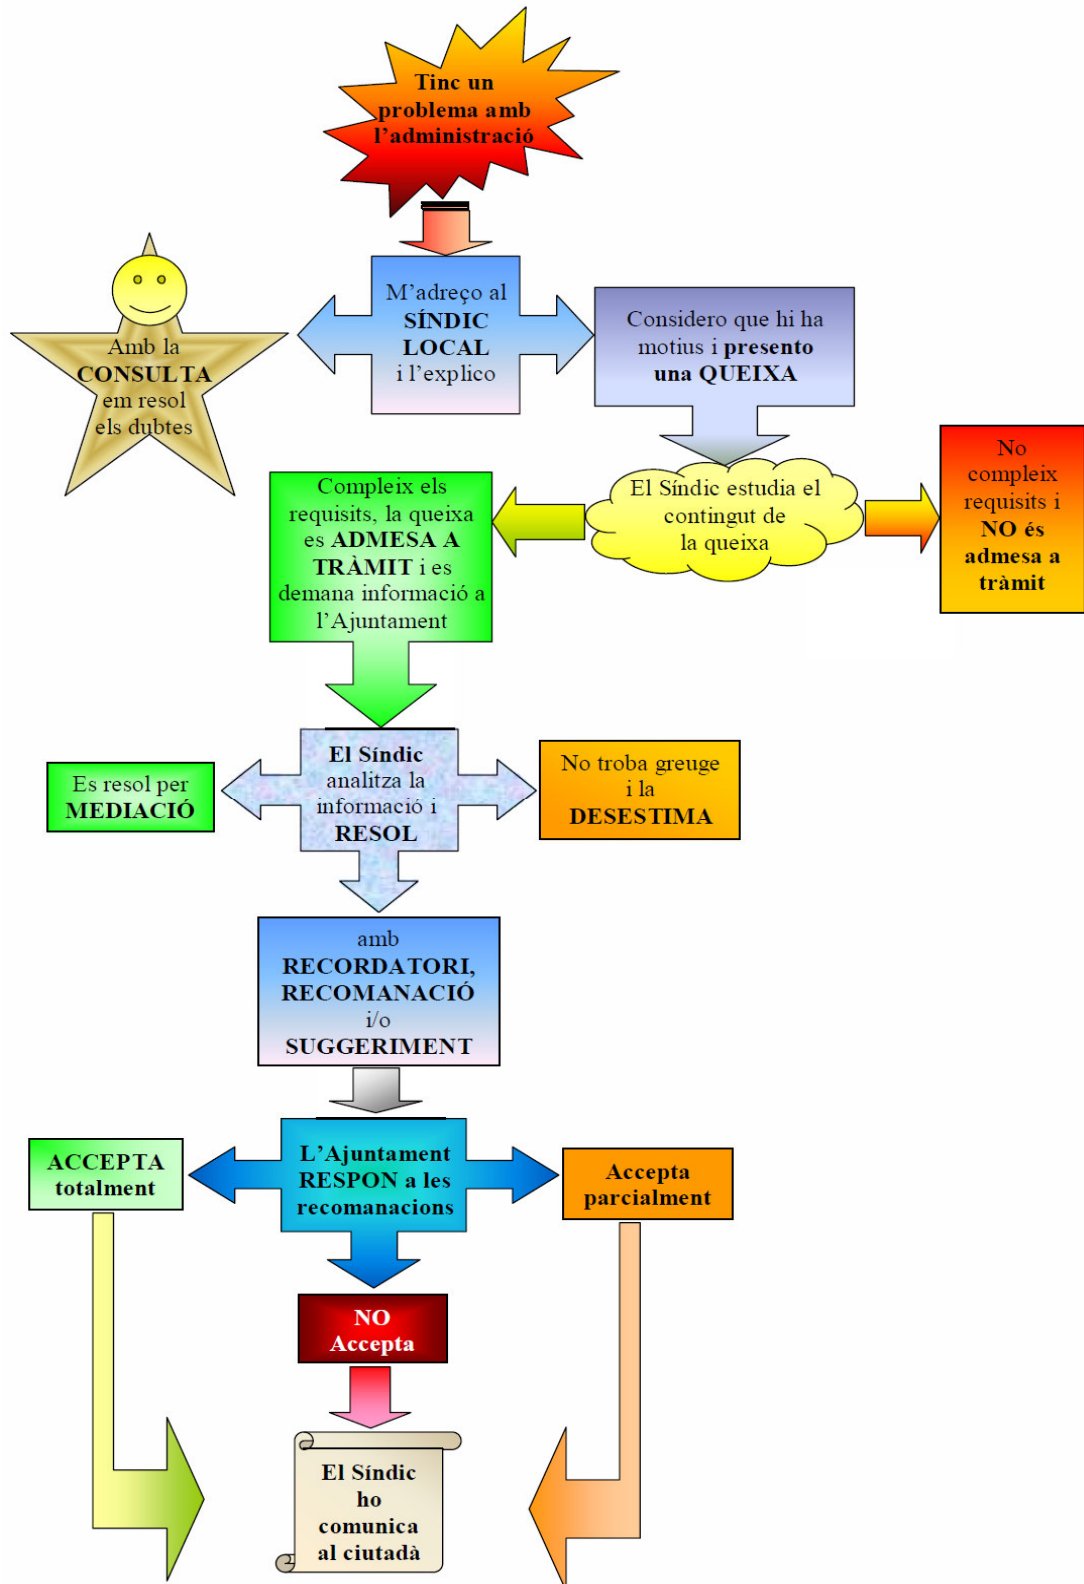 Tinc un
problema amb
l’administració
M’adreço al
SÍNDIC
LOCAL
i l’explico
Amb la
CONSULTA
em resol
els dubtes
Considero que hi ha
motius i presento
una QUEIXA
El Síndic estudia el
contingut de
la queixa
No
compleix
requisits i
NO és
admesa a
tràmit
Compleix els
requisits, la queixa
es ADMESA A
TRÀMIT i es
demana informació a
l’Ajuntament
El Síndic
analitza la
informació i
RESOL
Es resol per
MEDIACIÓ
No troba greuge
i la
DESESTIMA
amb
RECORDATORI,
RECOMANACIÓ
i/o
SUGGERIMENT
L’Ajuntament
RESPON a les
recomanacions
ACCEPTA
totalment
Accepta
parcialment
NO
Accepta
El Síndic
ho
comunica
al ciutadà